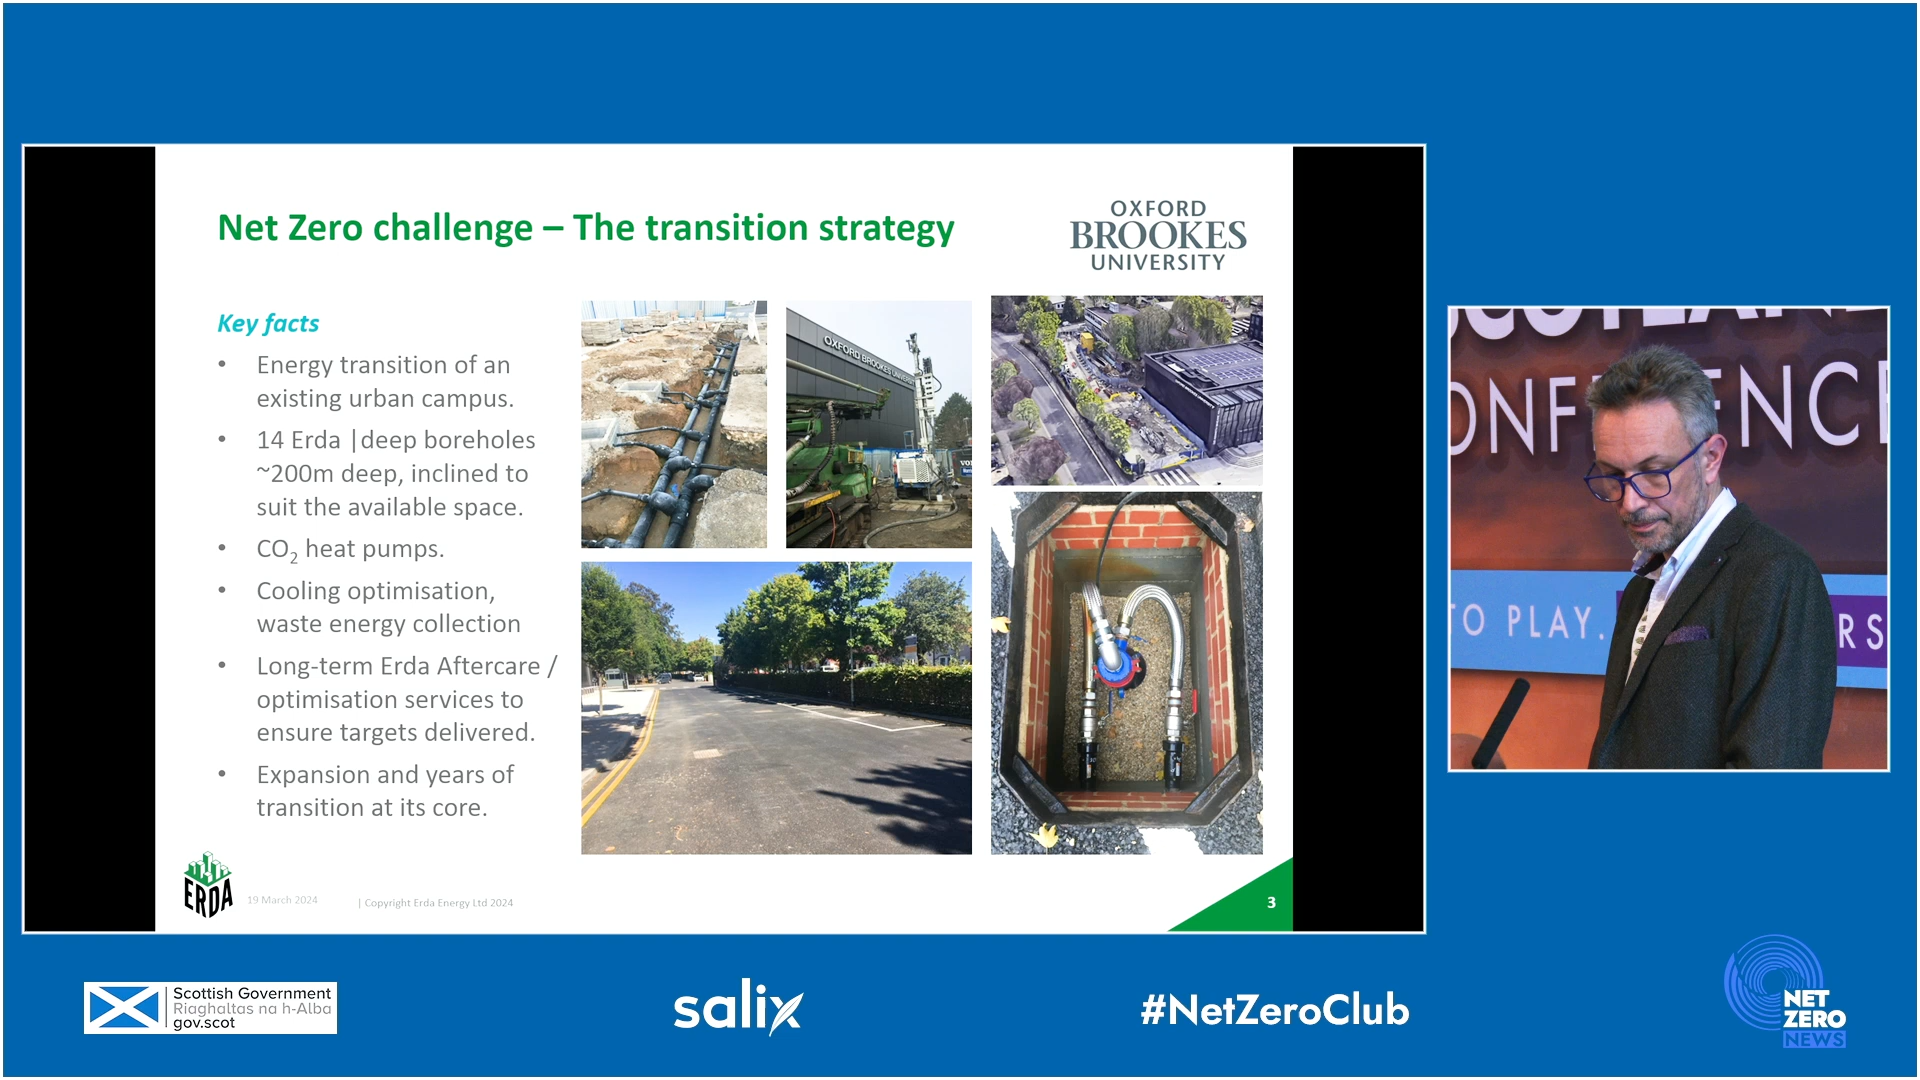 Net Zero challenge – The transition strategy
OXFORD
BROOKES
UNIVERSITY
Key facts
• Energy transition of an
existing urban campus.
• 14 Erda |deep boreholes
~200m deep, inclined to
suit the available space.
• CO₂ heat pumps.
• Cooling optimisation,
waste energy collection
• Long-term Erda Aftercare /
optimisation services to
ensure targets delivered.
• Expansion and years of
transition at its core.
OXFORD BROOKES UNIVERSITY
ERDA
19 March 2024
| Copyright Erda Energy Ltd 2024
3
TO PLAY.
Scottish Government
Riaghaltas na h-Alba
gov.scot
salix
#NetZeroClub
NET
ZERO
NEWS